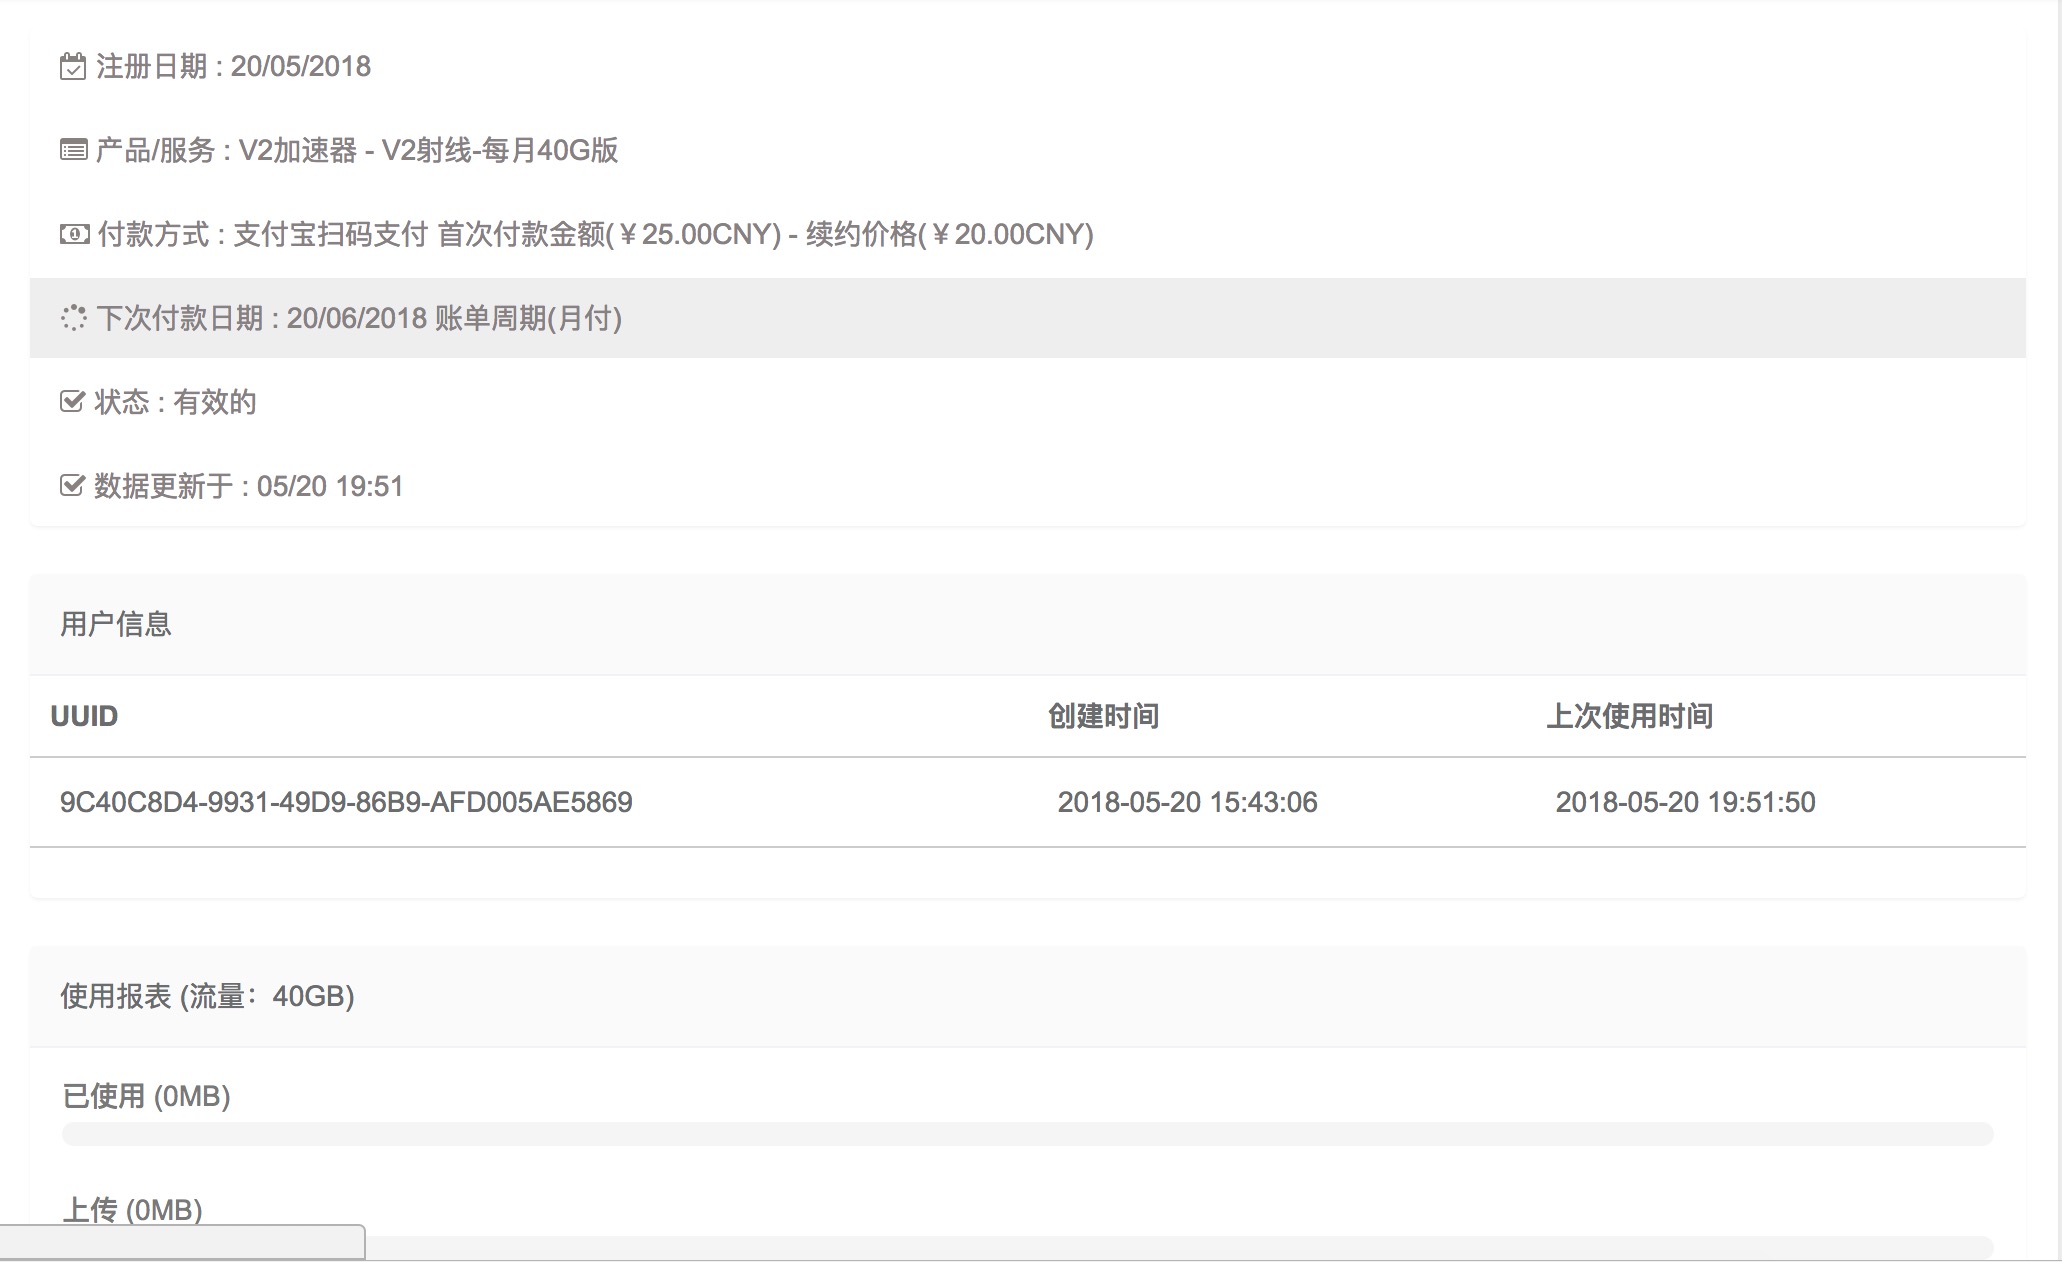 注册日期 : 20/05/2018
产品/服务 : V2加速器 - V2射线-每月40G版
付款方式 : 支付宝扫码支付 首次付款金额(￥25.00CNY) - 续约价格(￥20.00CNY)
下次付款日期 : 20/06/2018 账单周期(月付)
状态 : 有效的
数据更新于 : 05/20 19:51
用户信息
UUID 创建时间 上次使用时间
9C40C8D4-9931-49D9-86B9-AFD005AE5869 2018-05-20 15:43:06 2018-05-20 19:51:50
使用报表 (流量：40GB)
已使用 (0MB)
上传 (0MB)